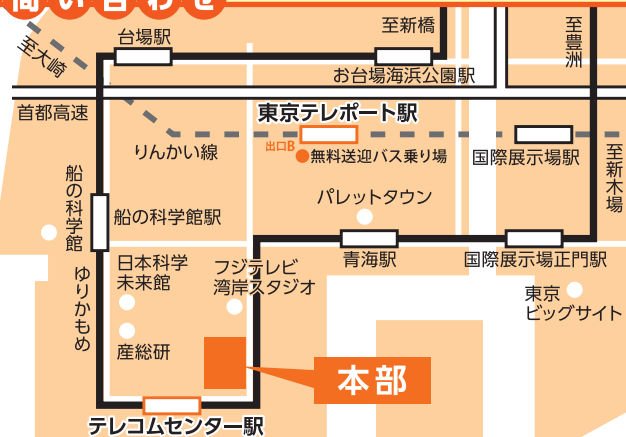 問い合わせ
至大崎
台場駅
至新橋
お台場海浜公園駅
至豊洲
首都高速
東京テレポート駅
りんかい線
出口B
無料送迎バス乗り場
国際展示場駅
至新木場
船の科学館
船の科学館駅
パレットタウン
青海駅
国際展示場正門駅
ゆりかもめ
日本科学
未来館
フジテレビ
湾岸スタジオ
東京
ビッグサイト
産総研
本部
テレコムセンター駅